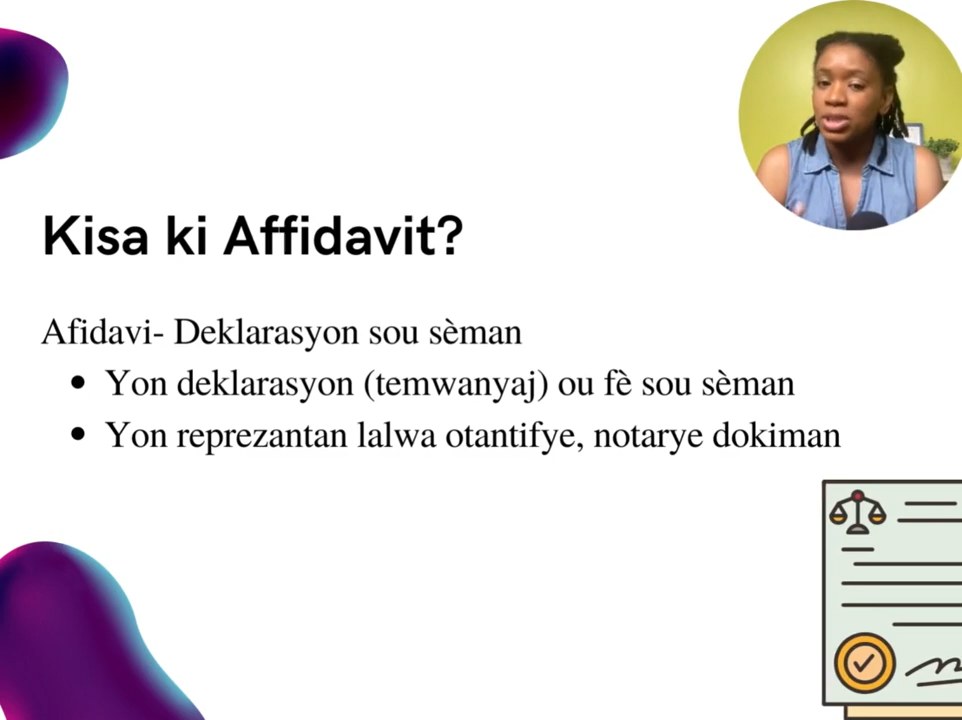 Kisa ki Affidavit?
Afidavi- Deklarasyon sou sèman
Yon deklarasyon (temwanyaj) ou fè sou sèman
Yon reprezantan lalwa otantifye, notarye dokiman